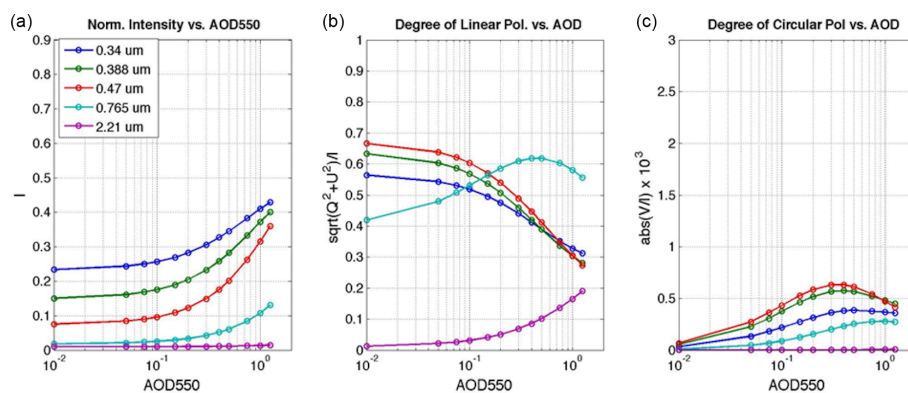 (a) Norm. Intensity vs. AOD550
0.9
0.8
0.7
0.6
0.5
0.4
0.3
0.2
0.1
0
I
0.34 um
0.388 um
0.47 um
0.765 um
2.21 um
10^-2 10^-1 10^0
AOD550
(b) Degree of Linear Pol. vs. AOD
1
0.9
0.8
0.7
0.6
0.5
0.4
0.3
0.2
0.1
0
sqrt(Q^2+U^2)/I
10^-2 10^-1 10^0
AOD550
(c) Degree of Circular Pol vs. AOD
3
2.5
2
1.5
1
0.5
0
abs(V/I) x 10^3
10^-2 10^-1 10^0
AOD550